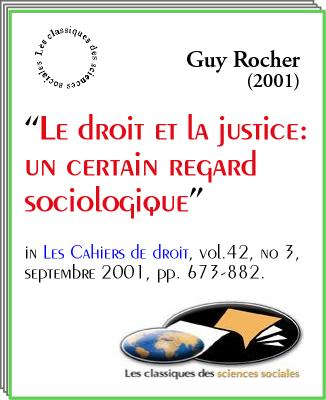 Les classiques des sciences sociales
Guy Rocher
(2001)
“Le droit et la justice:
un certain regard
sociologique”
in Les Cahiers de droit, vol.42, no 3,
septembre 2001, pp. 673-882.
Les classiques des sciences sociales